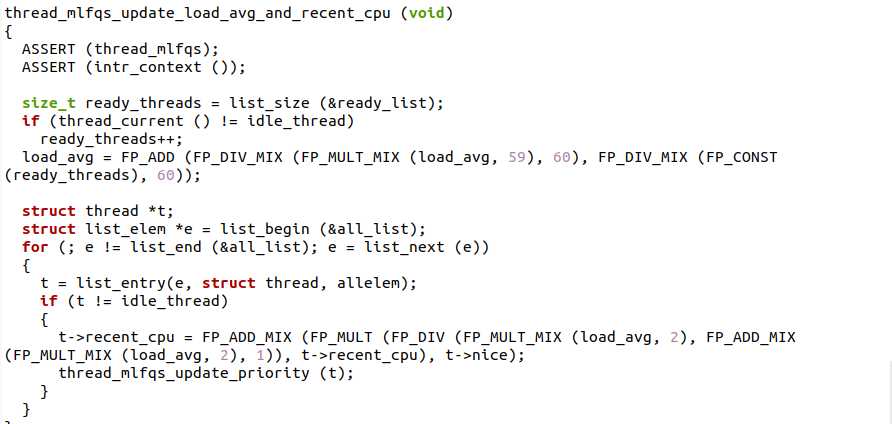 thread_mlfqs_update_load_avg_and_recent_cpu (void)
{
  ASSERT (thread_mlfqs);
  ASSERT (intr_context ());

  size_t ready_threads = list_size (&ready_list);
  if (thread_current () != idle_thread)
    ready_threads++;
  load_avg = FP_ADD (FP_DIV_MIX (FP_MULT_MIX (load_avg, 59), 60), FP_DIV_MIX (FP_CONST
(ready_threads), 60));

  struct thread *t;
  struct list_elem *e = list_begin (&all_list);
  for (; e != list_end (&all_list); e = list_next (e))
  {
    t = list_entry(e, struct thread, allelem);
    if (t != idle_thread)
    {
      t->recent_cpu = FP_ADD_MIX (FP_MULT (FP_DIV (FP_MULT_MIX (load_avg, 2), FP_ADD_MIX
(FP_MULT_MIX (load_avg, 2), 1)), t->recent_cpu), t->nice);
      thread_mlfqs_update_priority (t);
    }
  }